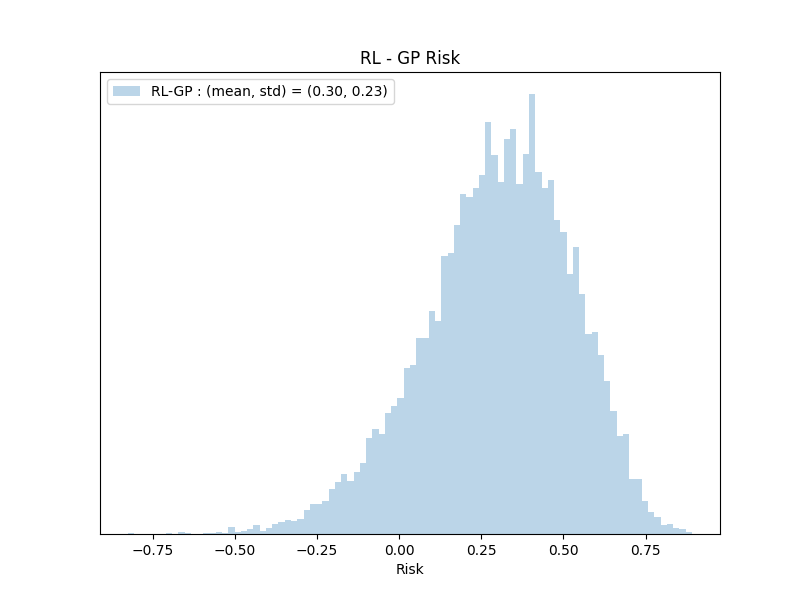 RL - GP Risk
RL-GP : (mean, std) = (0.30, 0.23)
−0.75 −0.50 −0.25 0.00 0.25 0.50 0.75
Risk